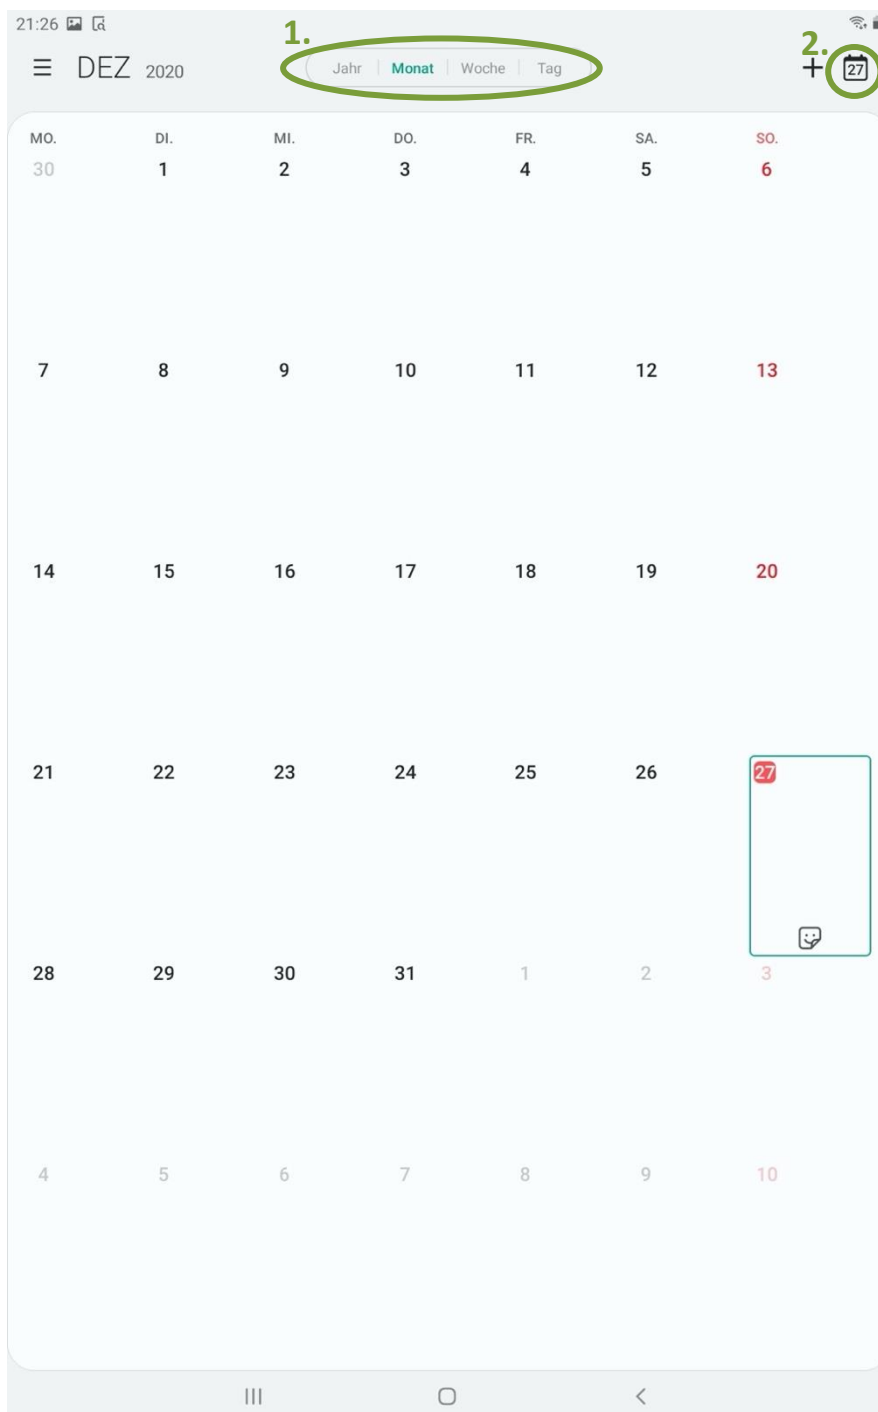 21:26
1.
2.
DEZ 2020
Jahr Monat Woche Tag
27
MO. DI. MI. DO. FR. SA. SO.
30 1 2 3 4 5 6
7 8 9 10 11 12 13
14 15 16 17 18 19 20
21 22 23 24 25 26 27
28 29 30 31 1 2 3
4 5 6 7 8 9 10